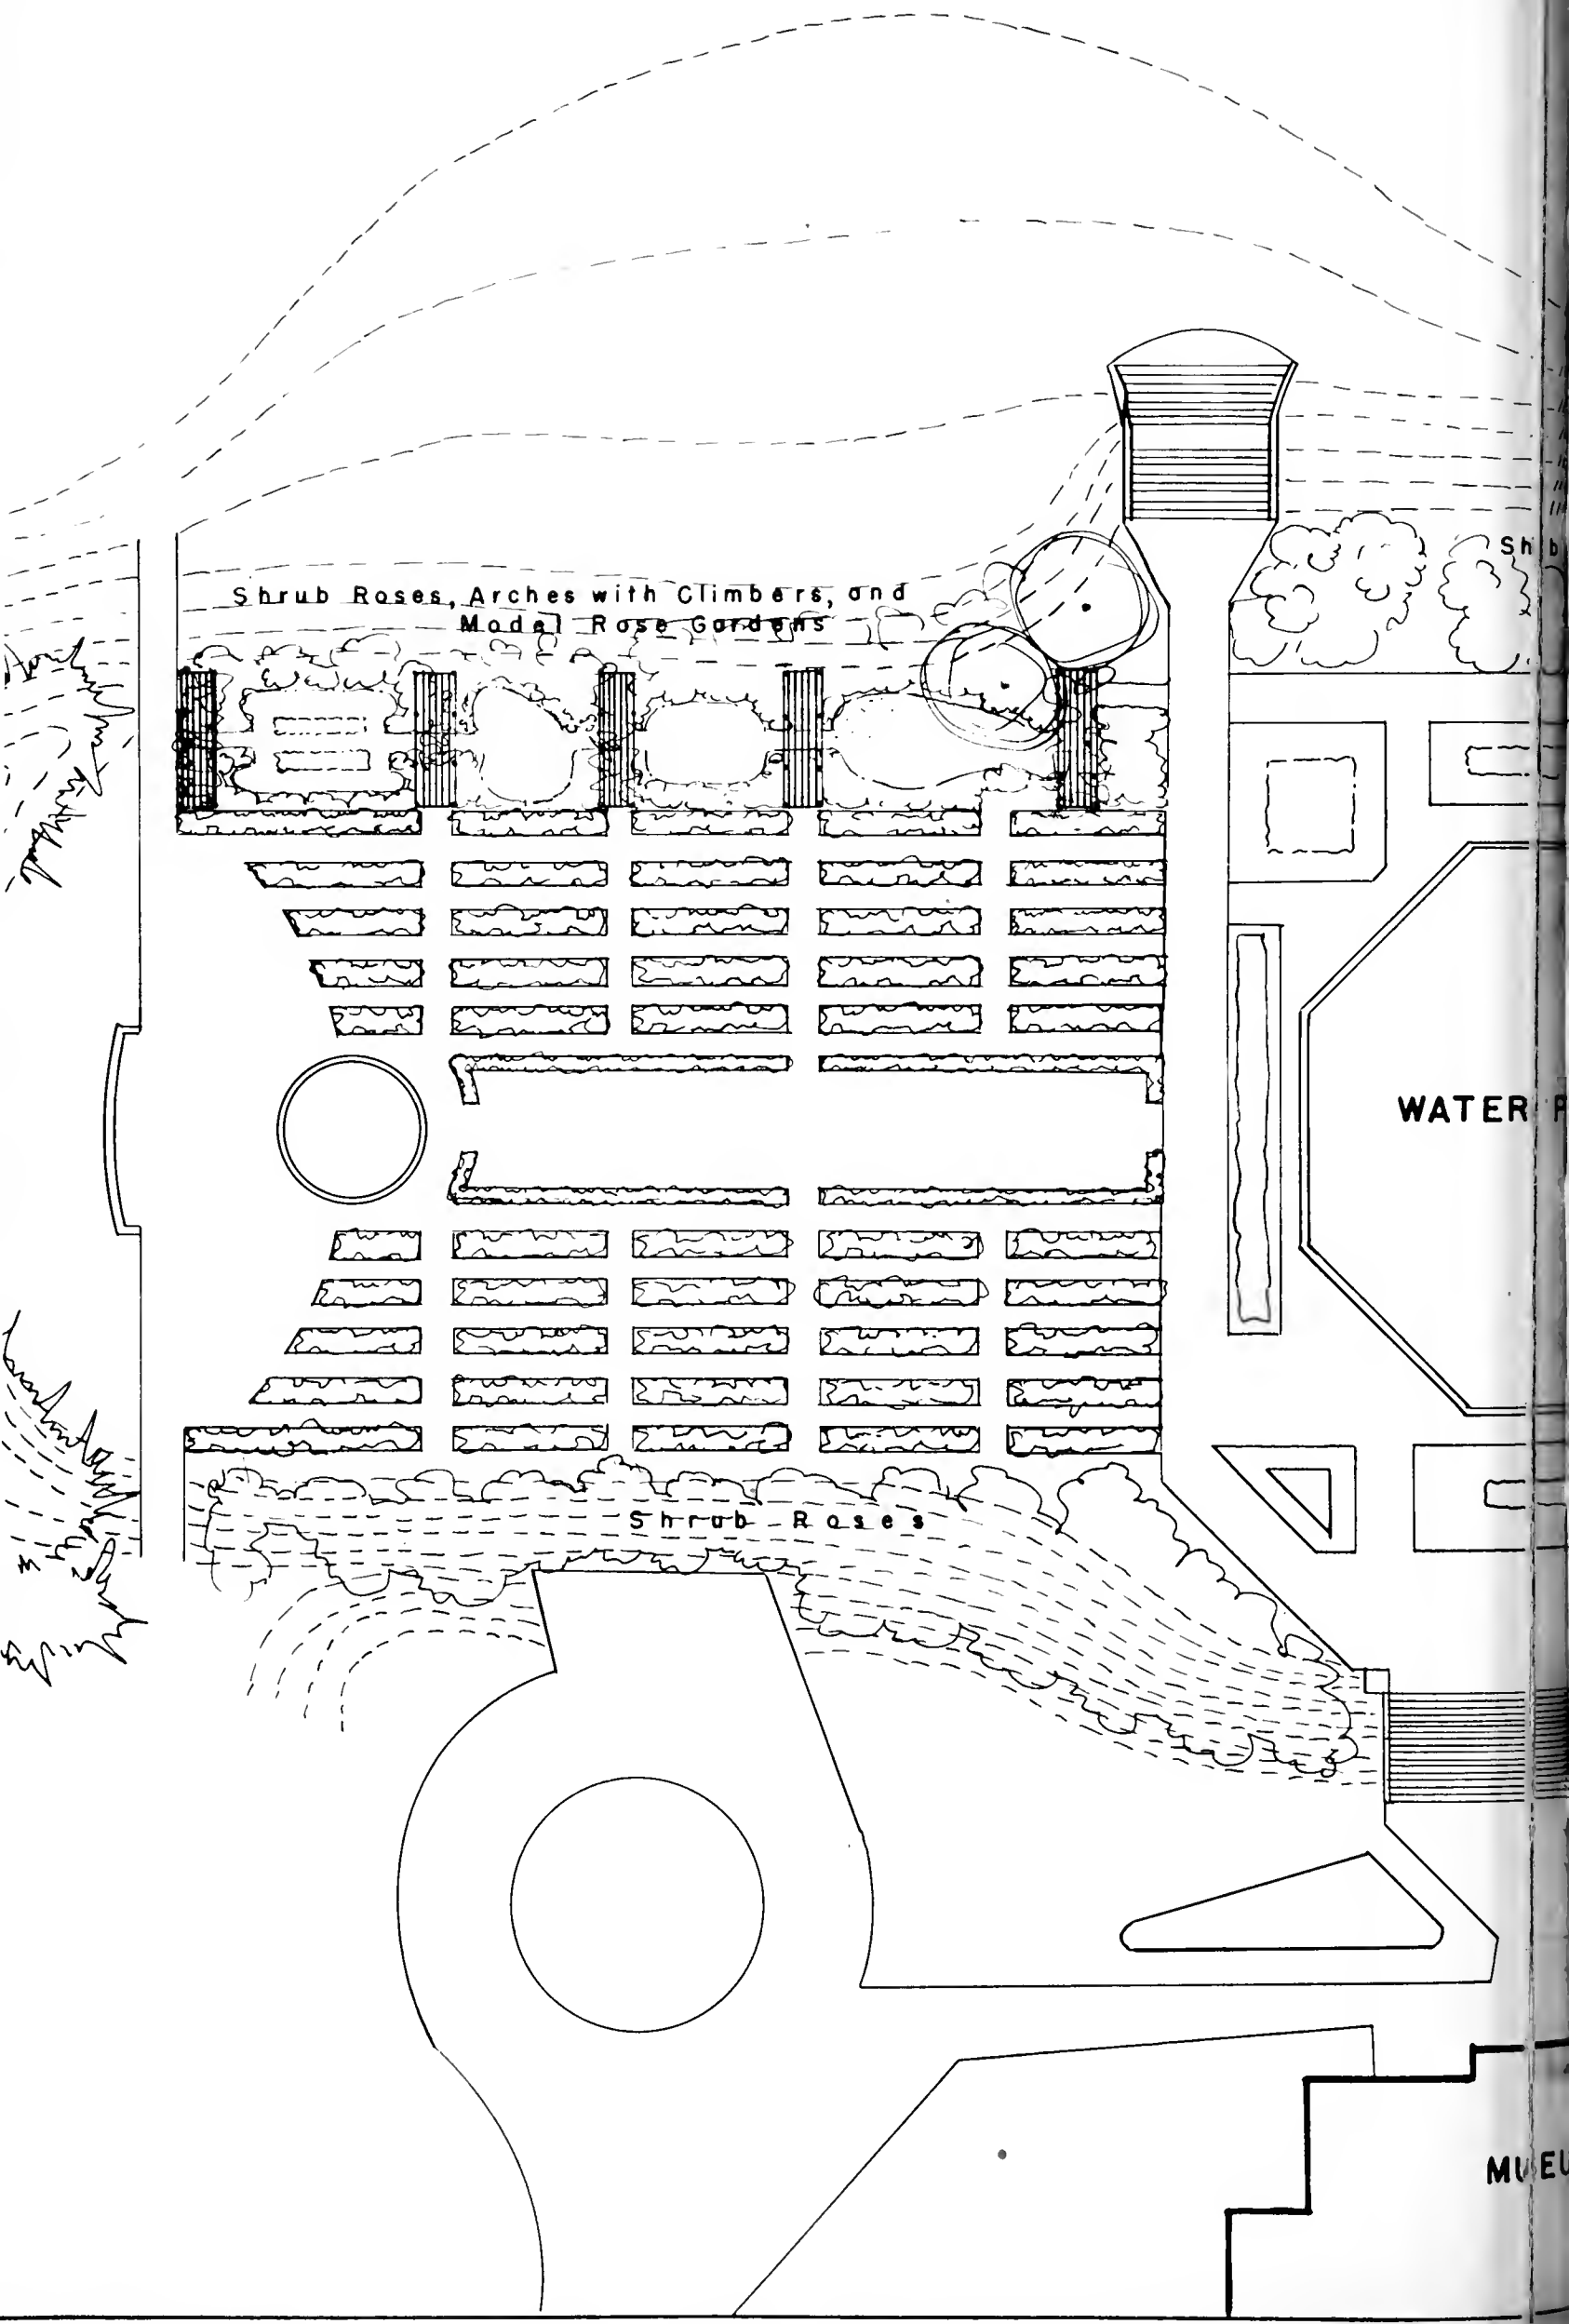 Shrub Roses, Arches with Climbers, and
Model Rose Gardens
WATER
Shrub Roses